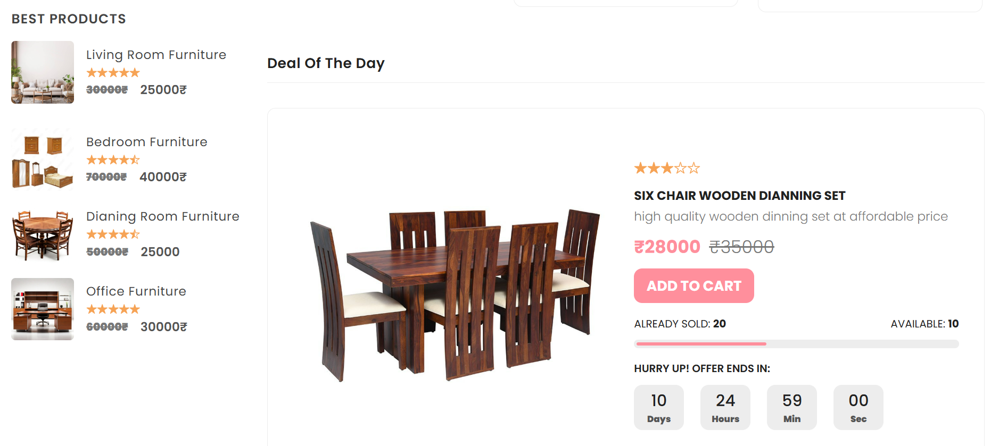 BEST PRODUCTS
Living Room Furniture
30000₹ 25000₹
Bedroom Furniture
70000₹ 40000₹
Dianing Room Furniture
50000₹ 25000
Office Furniture
60000₹ 30000₹
Deal Of The Day
SIX CHAIR WOODEN DIANNING SET
high quality wooden dinning set at affordable price
₹28000 ₹35000
ADD TO CART
ALREADY SOLD: 20 AVAILABLE: 10
HURRY UP! OFFER ENDS IN:
10 24 59 00
Days Hours Min Sec